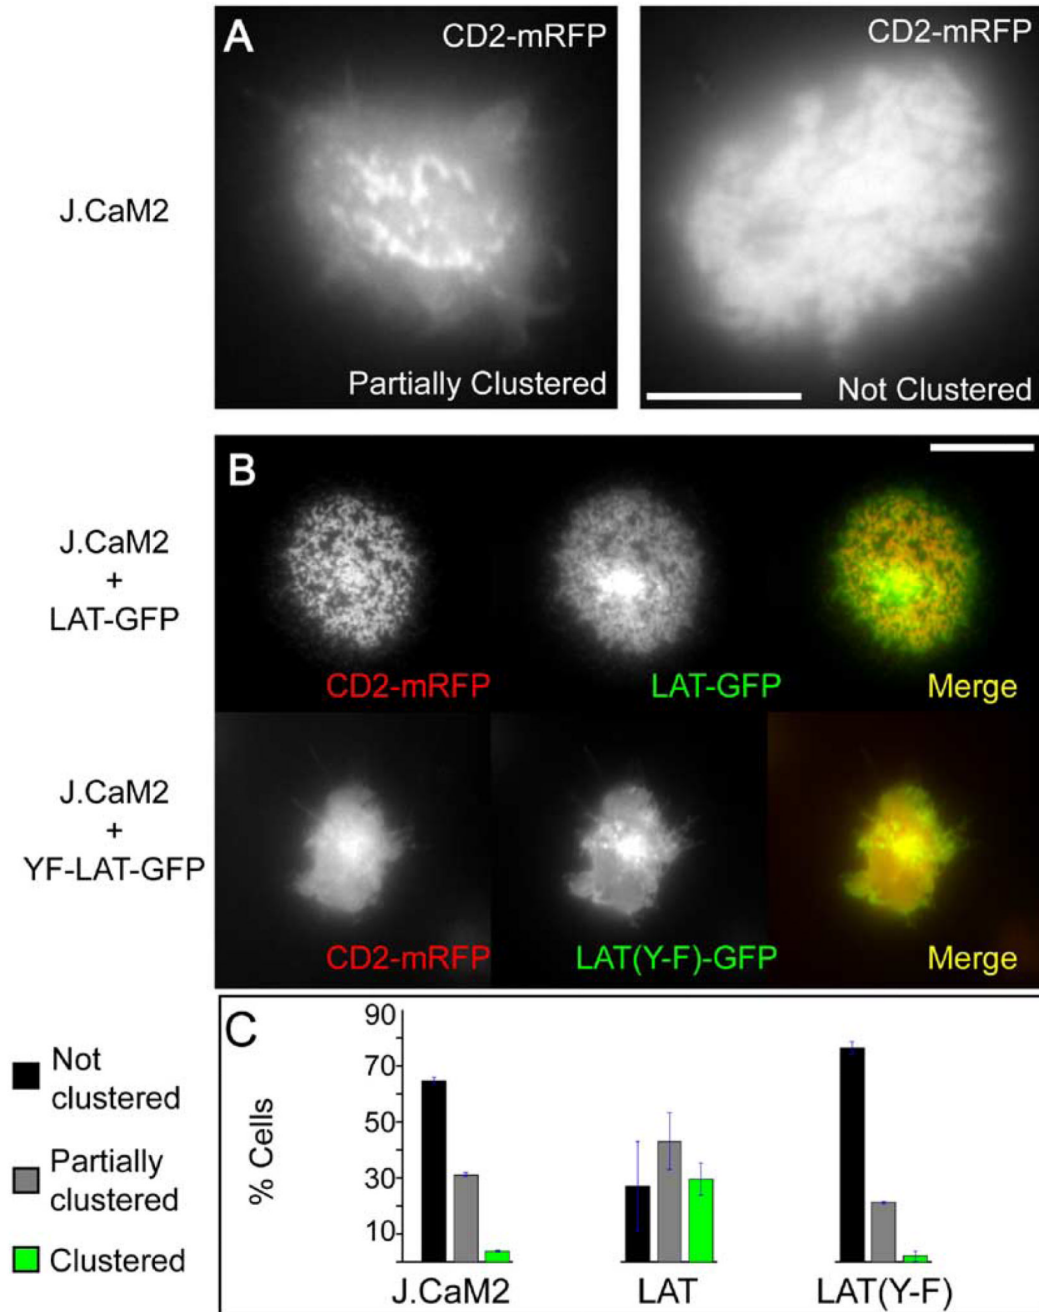 A
CD2-mRFP
CD2-mRFP
J.CaM2
Partially Clustered
Not Clustered
B
J.CaM2
+
LAT-GFP
CD2-mRFP
LAT-GFP
Merge
J.CaM2
+
YF-LAT-GFP
CD2-mRFP
LAT(Y-F)-GFP
Merge
C
Not
clustered
Partially
clustered
Clustered
% Cells
90
70
50
30
10
J.CaM2
LAT
LAT(Y-F)